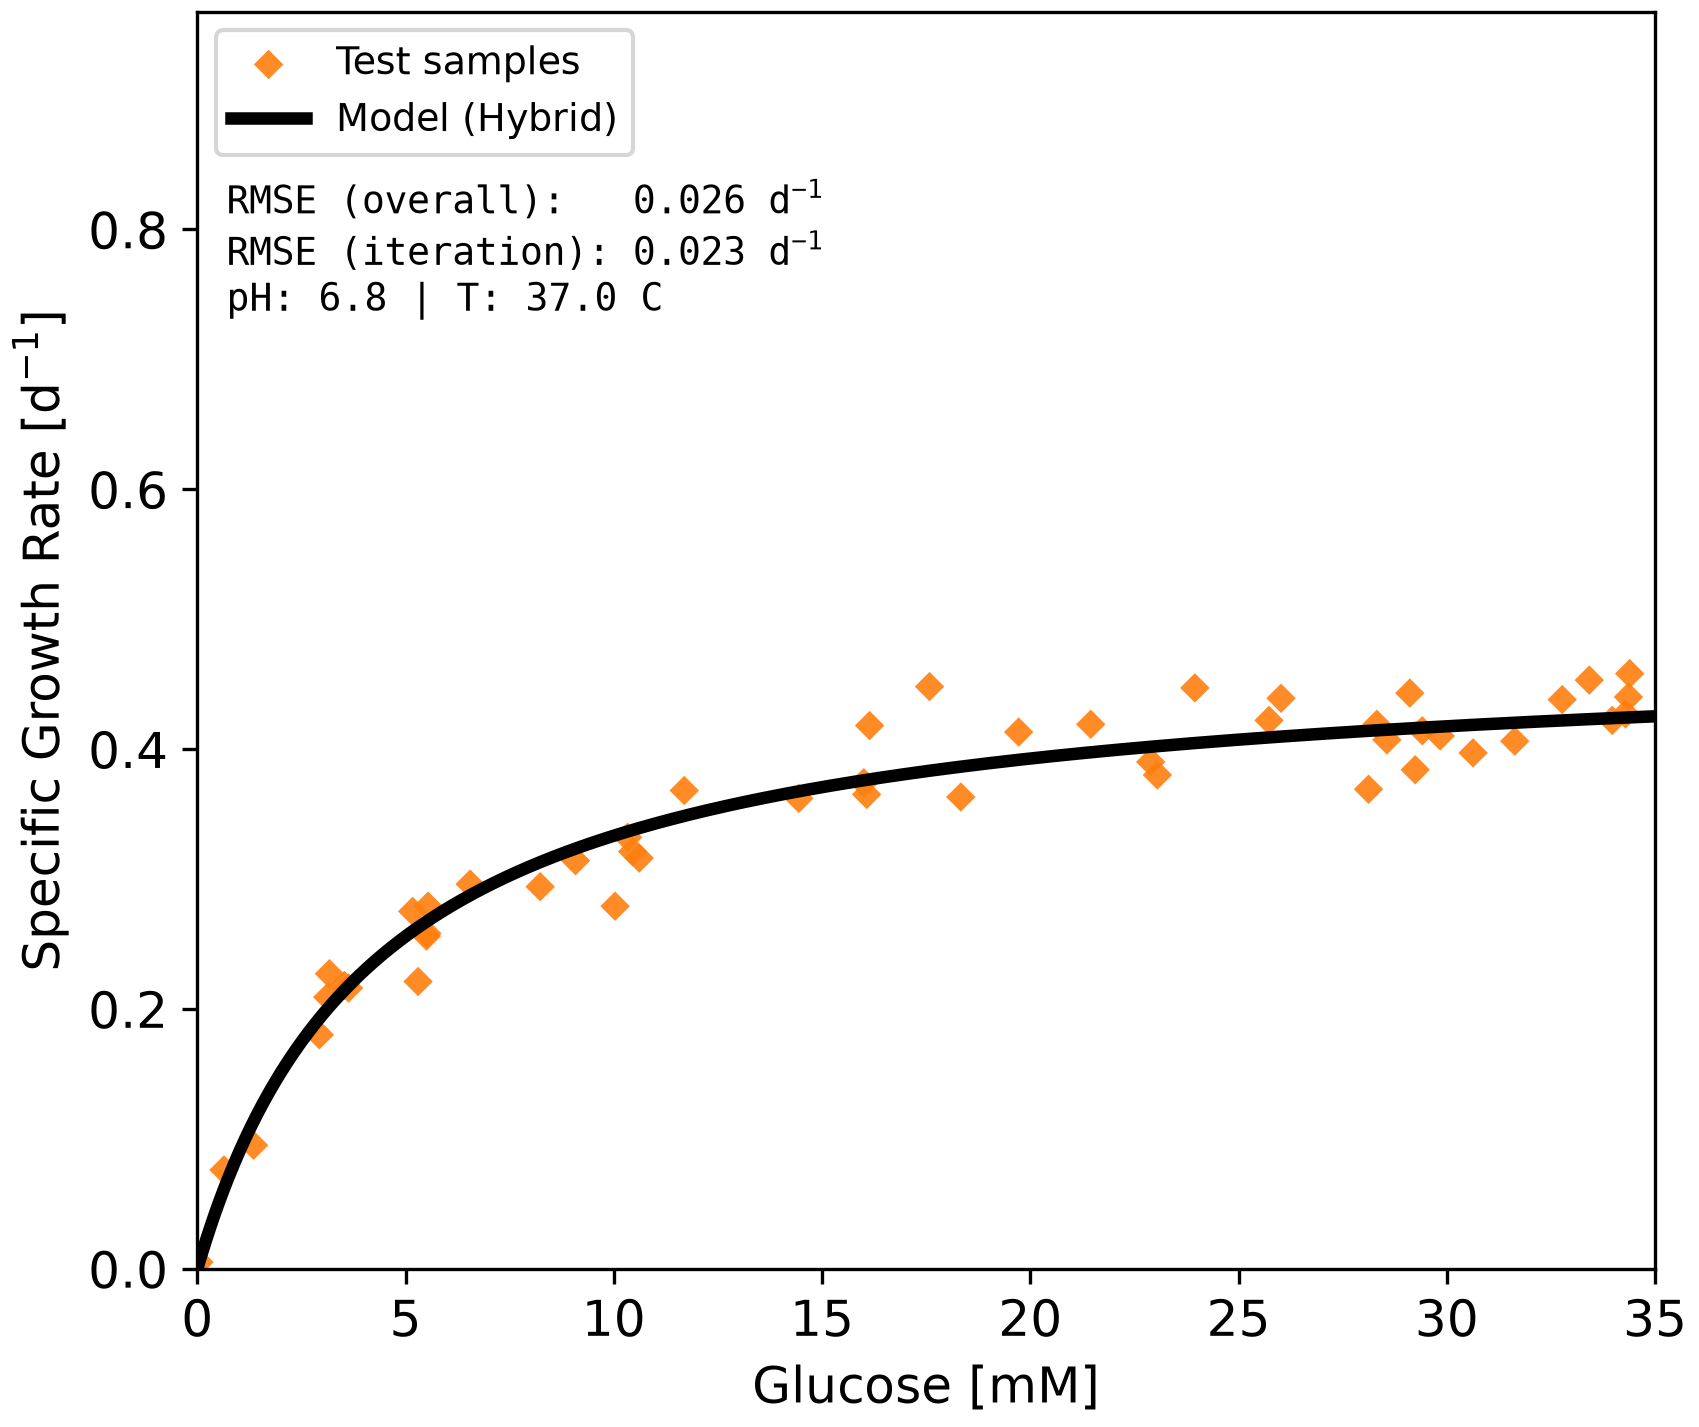 Test samples
Model (Hybrid)
RMSE (overall):   0.026 d⁻¹
RMSE (iteration): 0.023 d⁻¹
pH: 6.8 | T: 37.0 C
Specific Growth Rate [d⁻¹]
0.8
0.6
0.4
0.2
0.0
0 5 10 15 20 25 30 35
Glucose [mM]